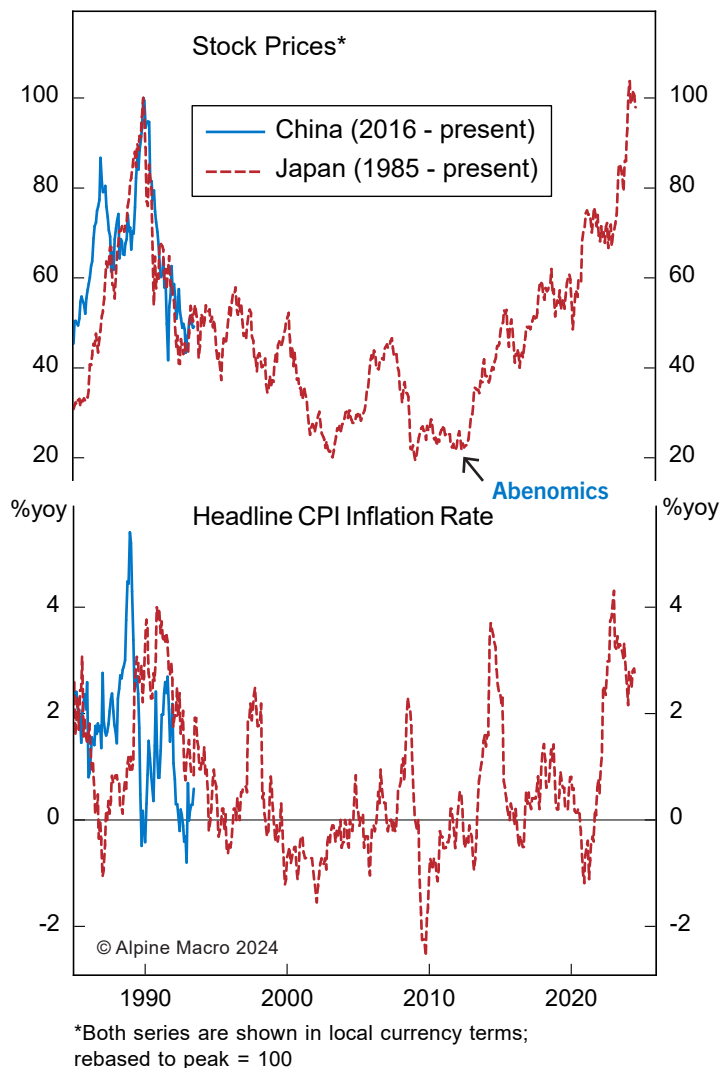 Stock Prices*
100
100
China (2016 - present)
Japan (1985 - present)
80
80
60
60
40
40
20
20
Abenomics
%yoy
%yoy
Headline CPI Inflation Rate
4
4
2
2
0
0
-2
-2
© Alpine Macro 2024
1990
2000
2010
2020
*Both series are shown in local currency terms;
rebased to peak = 100